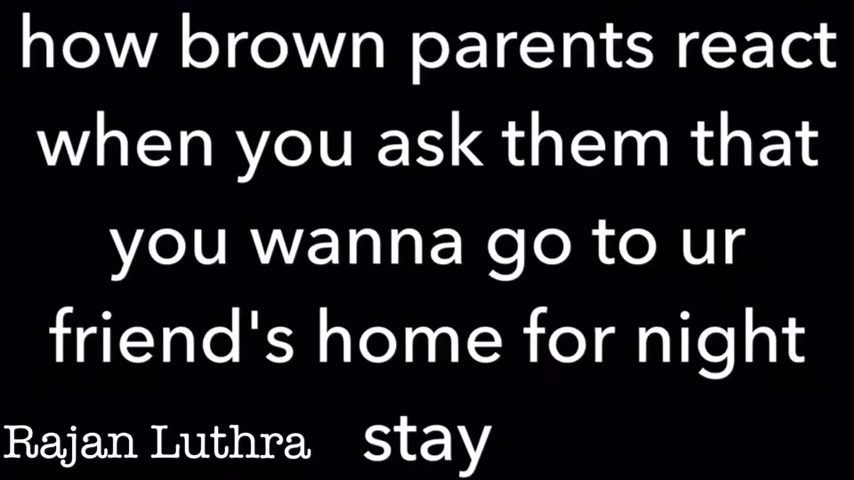 how brown parents react
when you ask them that
you wanna go to ur
friend's home for night
stay
Rajan Luthra